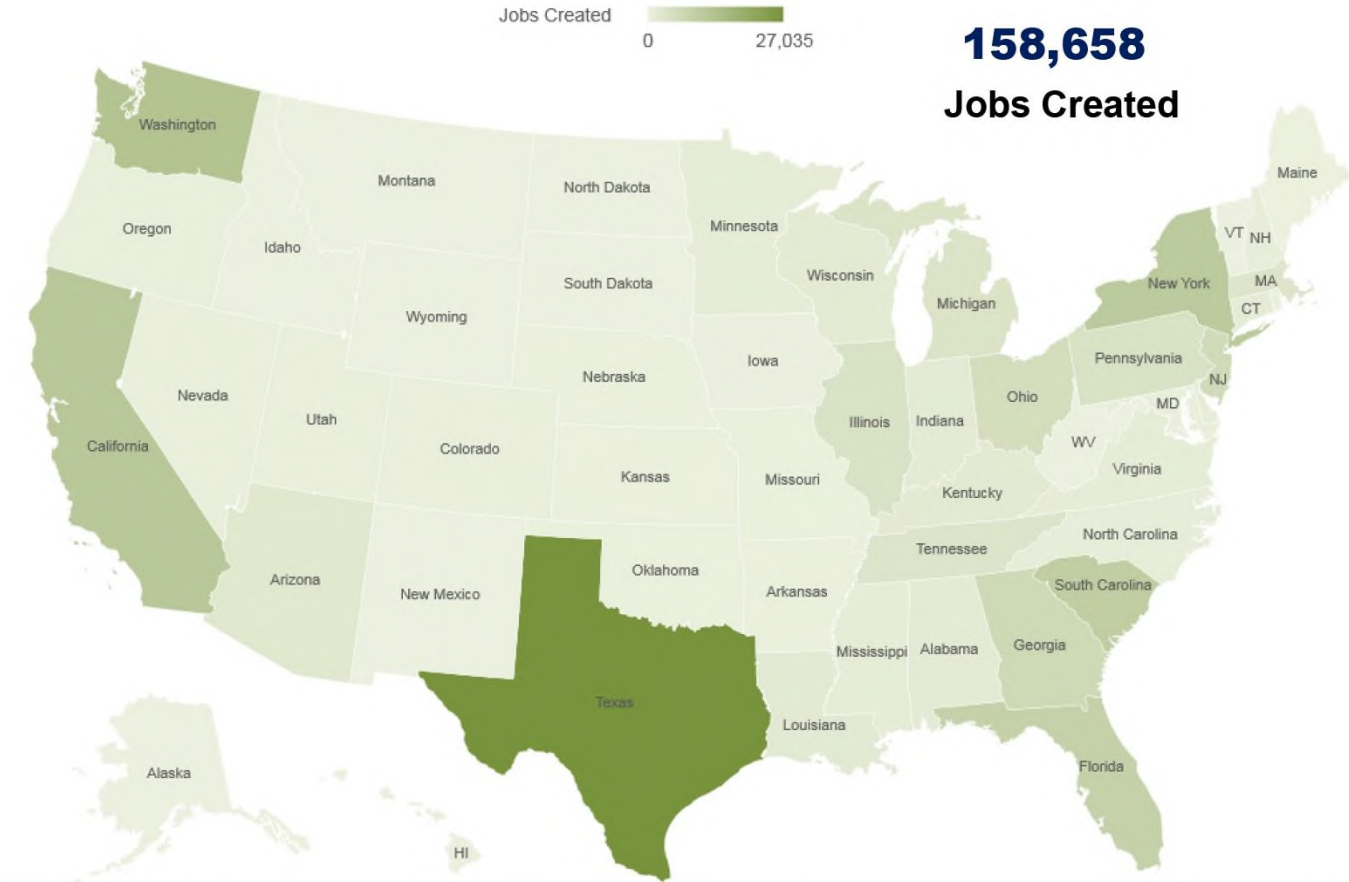 Jobs Created
0
27,035
158,658
Jobs Created
Washington
Montana
North Dakota
Minnesota
Maine
Oregon
Idaho
VT
NH
South Dakota
Wisconsin
Michigan
New York
MA
Wyoming
CT
Iowa
Pennsylvania
Nebraska
NJ
Nevada
Ohio
MD
Utah
Illinois
Indiana
California
Colorado
WV
Kansas
Missouri
Virginia
Kentucky
North Carolina
Tennessee
Oklahoma
Arizona
South Carolina
New Mexico
Arkansas
Mississippi
Alabama
Georgia
Texas
Louisiana
Florida
Alaska
HI